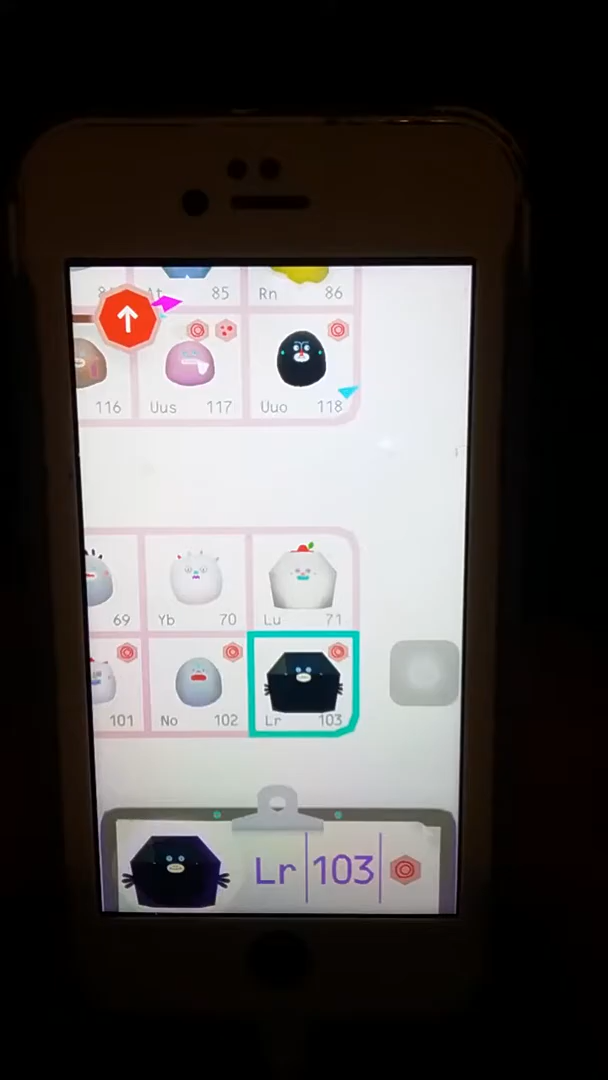 At 85 Rn 86
116 Uus 117 Uuo 118
69 Yb 70 Lu 71
101 No 102 Lr 103
Lr 103